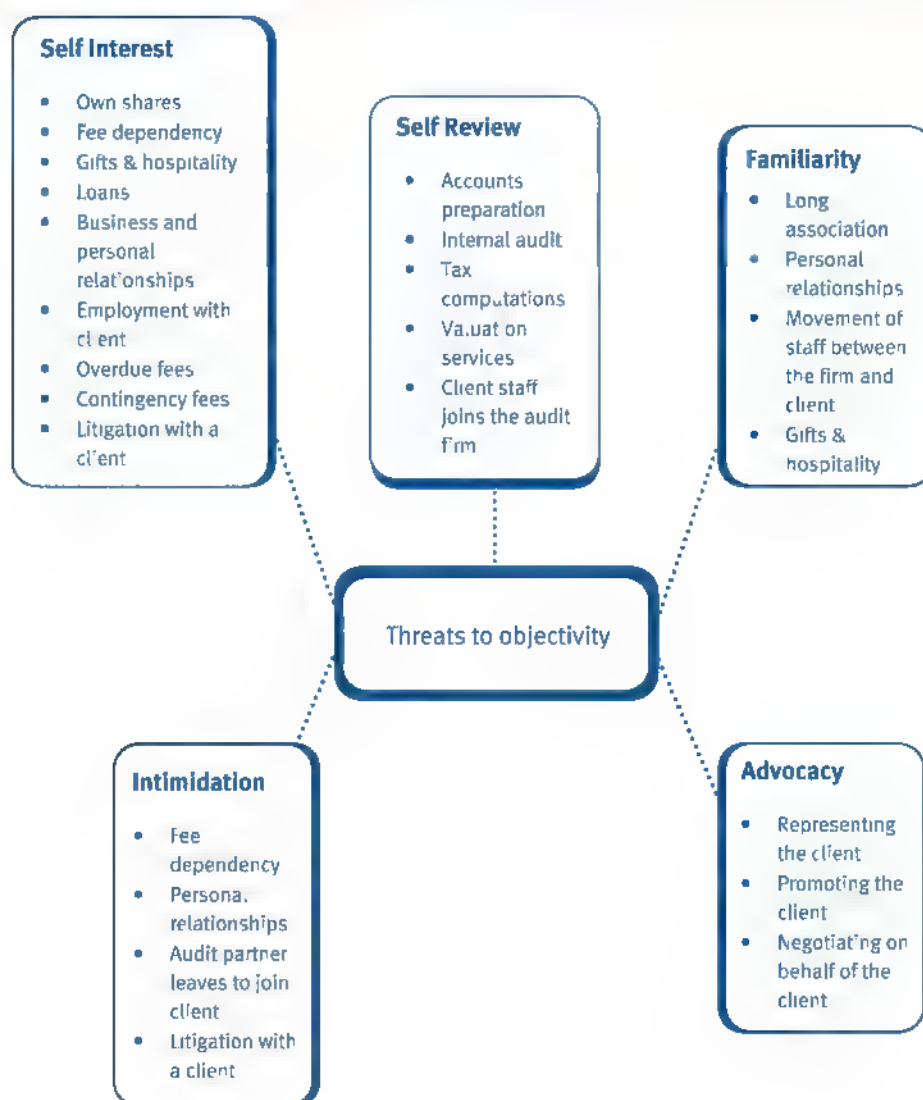 Self Interest
• Own shares
• Fee dependency
• Gifts & hospitality
• Loans
• Business and
personal
relationships
• Employment with
client
• Overdue fees
• Contingency fees
• Litigation with a
client
Self Review
• Accounts
preparation
• Internal audit
• Tax
computations
• Valuation
services
• Client staff
joins the audit
firm
Familiarity
• Long
association
• Personal
relationships
• Movement of
staff between
the firm and
client
• Gifts &
hospitality
Threats to objectivity
Intimidation
• Fee
dependency
• Personal
relationships
• Audit partner
leaves to join
client
• Litigation with
a client
Advocacy
• Representing
the client
• Promoting the
client
• Negotiating on
behalf of the
client